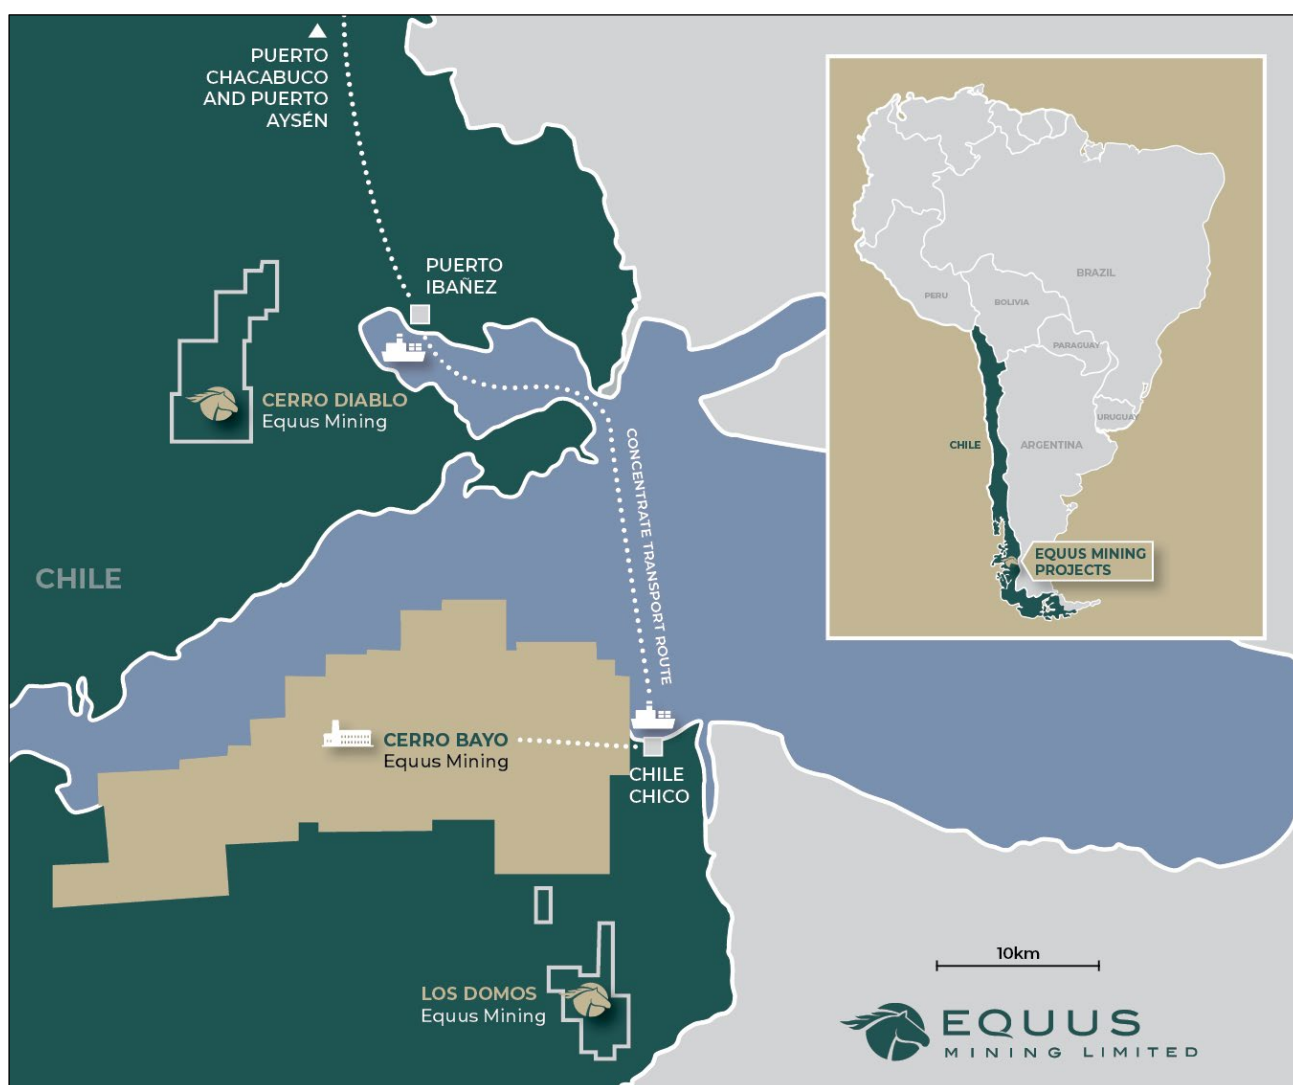 PUERTO
CHACABUCO
AND PUERTO
AYSÉN
PUERTO
IBAÑEZ
CERRO DIABLO
Equus Mining
CONCENTRATE TRANSPORT ROUTE
CHILE
CERRO BAYO
Equus Mining
CHILE
CHICO
LOS DOMOS
Equus Mining
BRAZIL
PERU
BOLIVIA
PARAGUAY
URUGUAY
CHILE
ARGENTINA
EQUUS MINING
PROJECTS
10km
EQUUS
MINING LIMITED